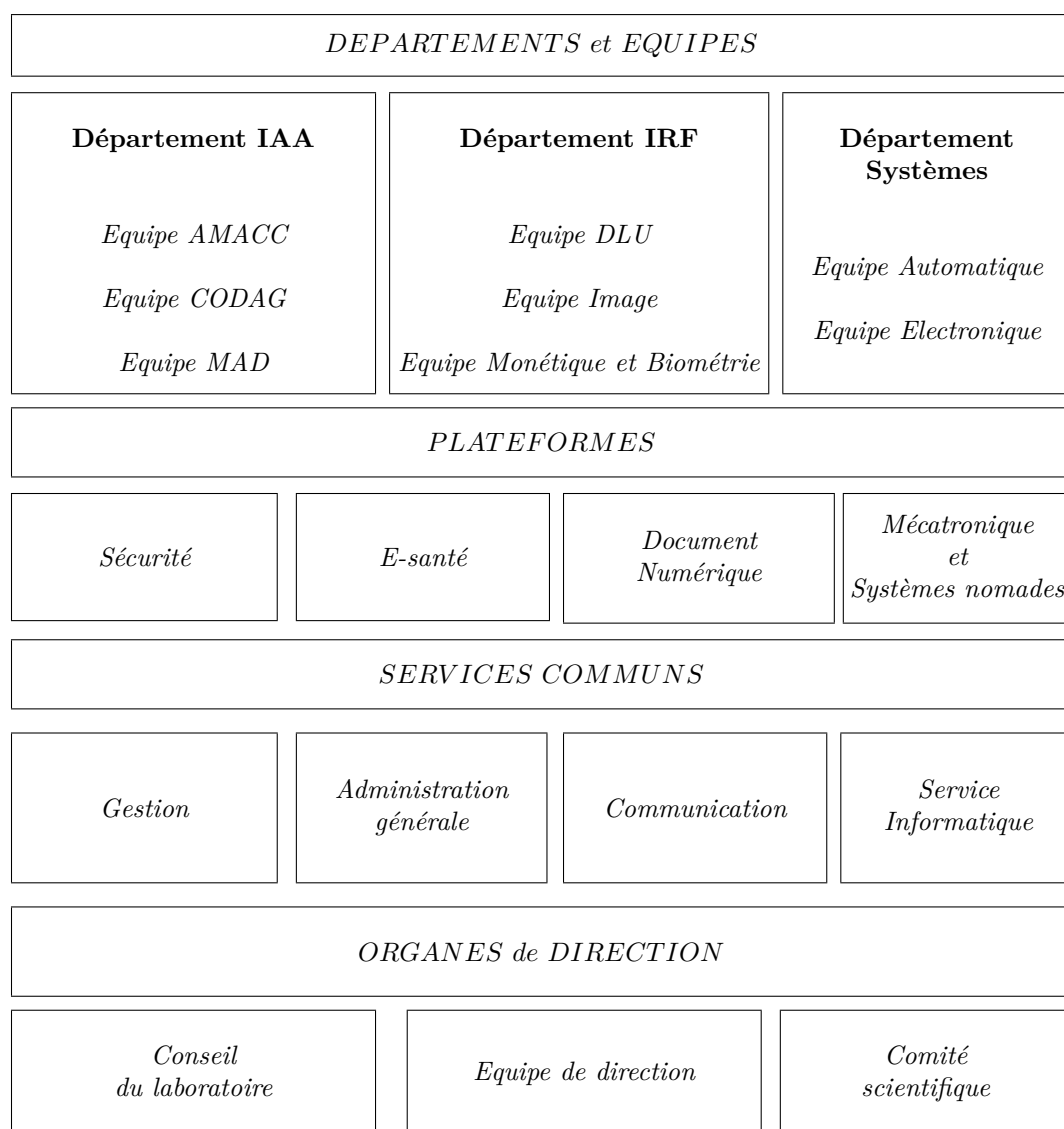 DEPARTEMENTS et EQUIPES
Département IAA
Equipe AMACC
Equipe CODAG
Equipe MAD
Département IRF
Equipe DLU
Equipe Image
Equipe Monétique et Biométrie
Département
Systèmes
Equipe Automatique
Equipe Electronique
PLATEFORMES
Sécurité
E-santé
Document
Numérique
Mécatronique
et
Systèmes nomades
SERVICES COMMUNS
Gestion
Administration
générale
Communication
Service
Informatique
ORGANES de DIRECTION
Conseil
du laboratoire
Equipe de direction
Comité
scientifique